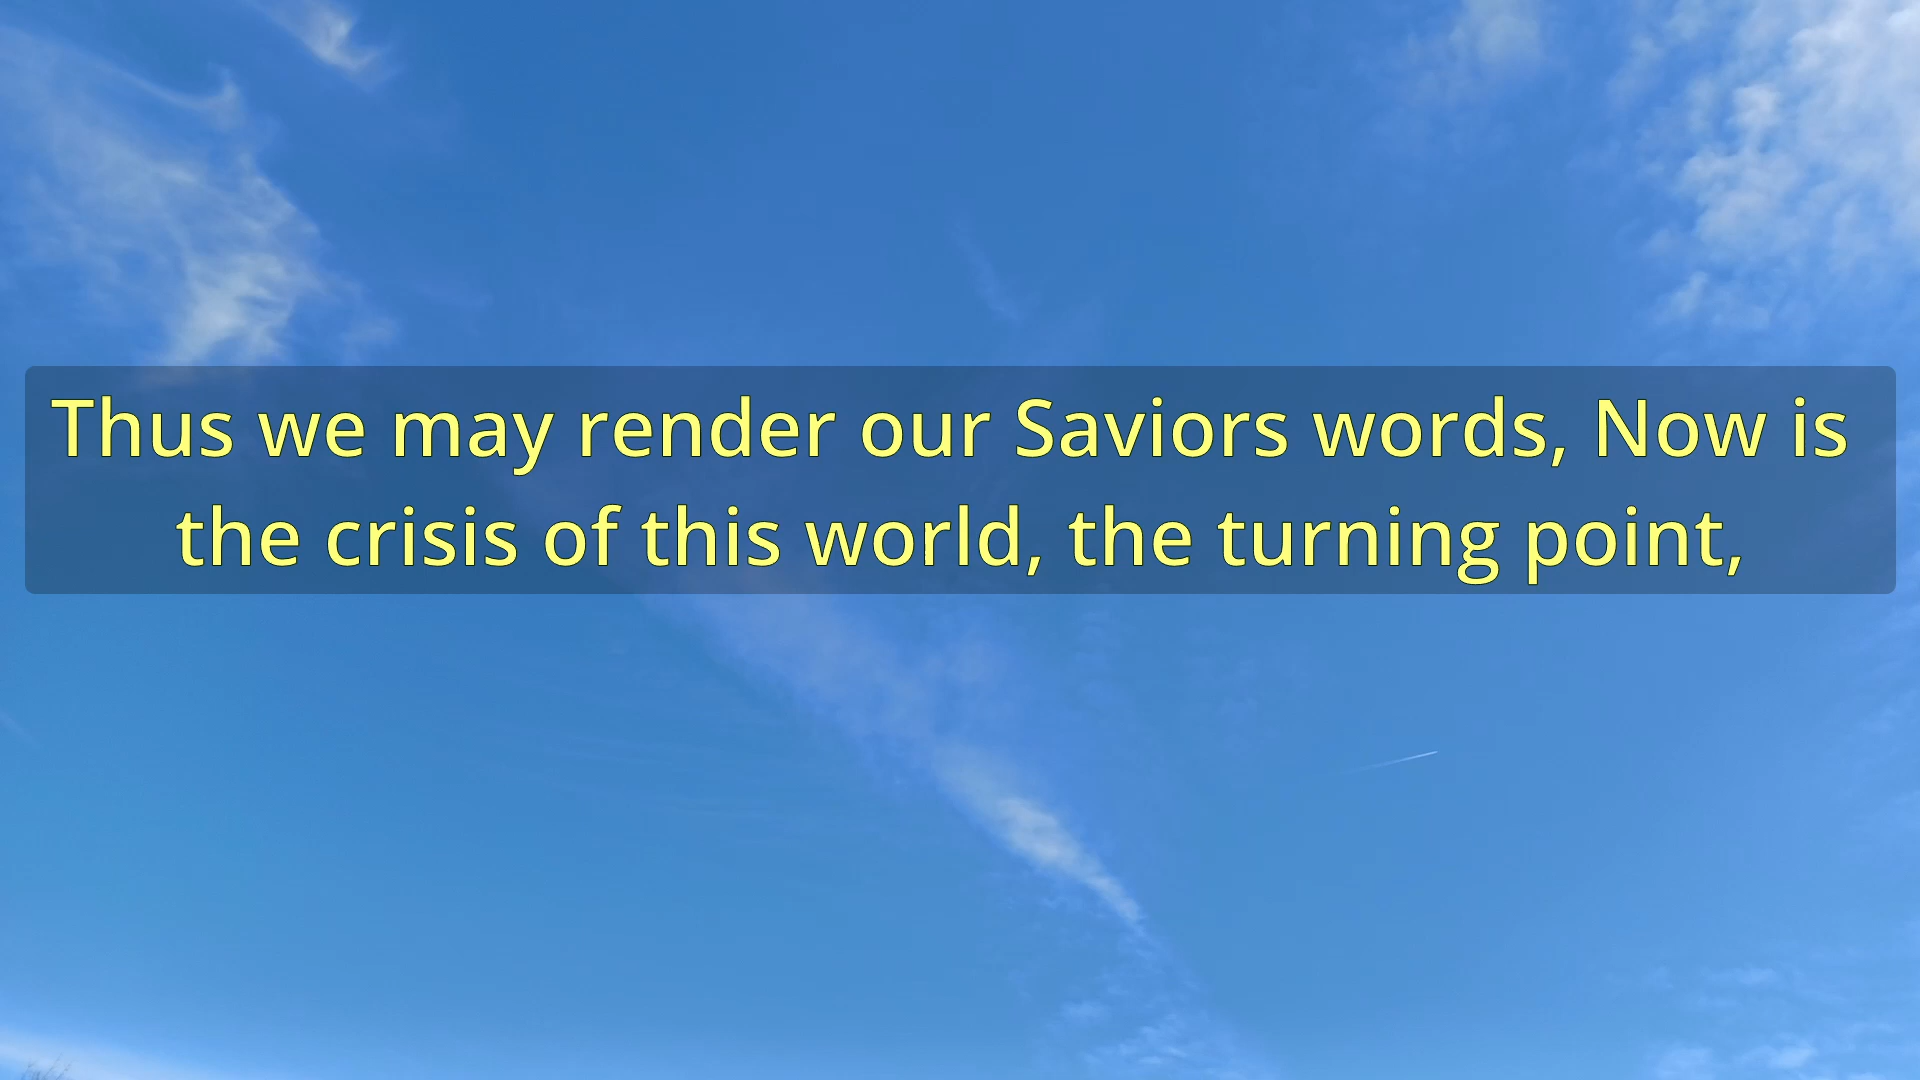 Thus we may render our Saviors words, Now is
the crisis of this world, the turning point,